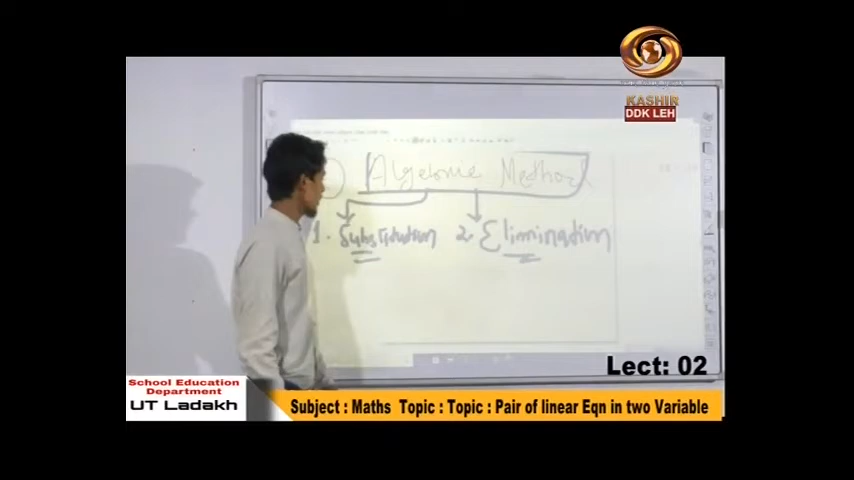 KASHIR
DDK LEH
Algebraic Method
1. Substitution 2. Elimination
Lect: 02
School Education
Department
UT Ladakh
Subject : Maths Topic : Topic : Pair of linear Eqn in two Variable